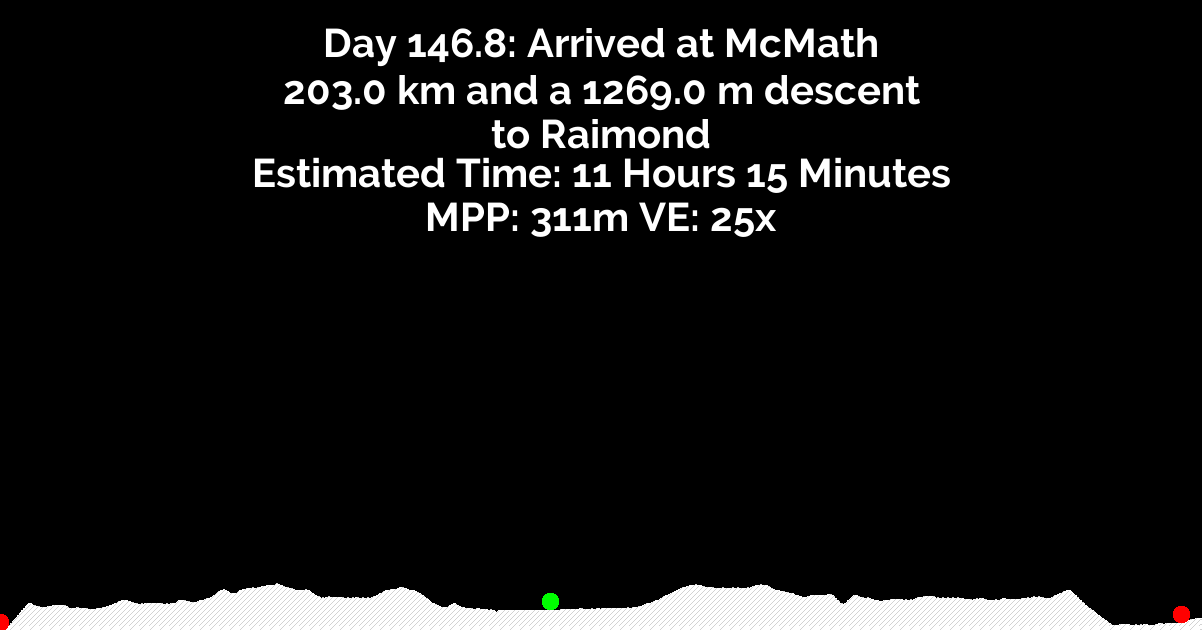 Day 146.8: Arrived at McMath
203.0 km and a 1269.0 m descent
to Raimond
Estimated Time: 11 Hours 15 Minutes
MPP: 311m VE: 25x